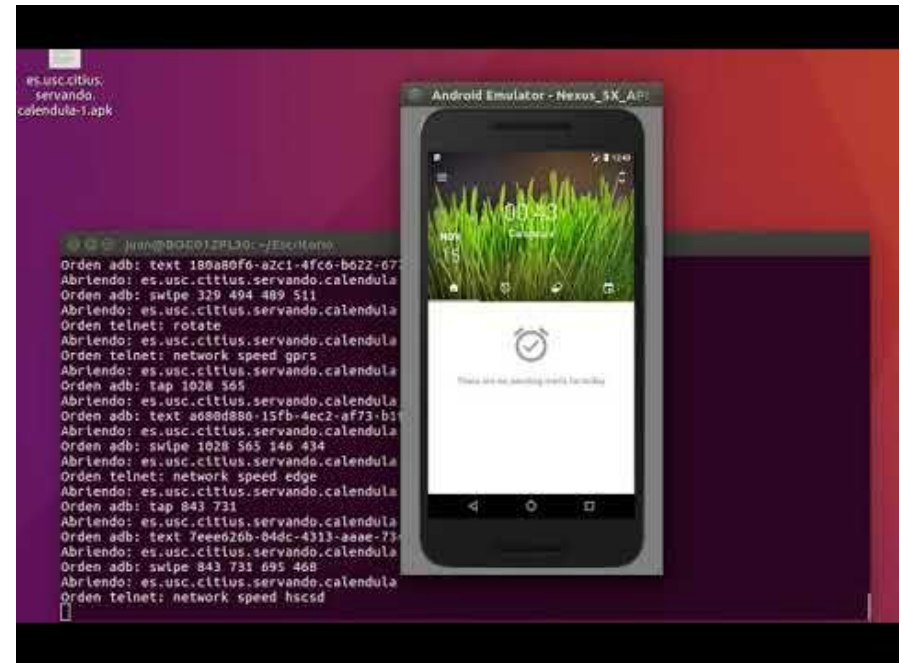 es.usc.citius.
servando.
calendula-1.apk
Android Emulator - Nexus_5X_API
12:43
00:43
Calendula
NOV
15
There are no pending meds for today
juan@BOC012PL30: ~/Escritorio
Orden adb: text 180a80f6-a2c1-4fc6-b622-677
Abriendo: es.usc.citius.servando.calendula
Orden adb: swipe 329 494 489 511
Abriendo: es.usc.citius.servando.calendula
Orden telnet: rotate
Abriendo: es.usc.citius.servando.calendula
Orden telnet: network speed gprs
Abriendo: es.usc.citius.servando.calendula
Orden adb: tap 1028 565
Abriendo: es.usc.citius.servando.calendula
Orden adb: text a680d880-15fb-4ec2-af73-b1
Abriendo: es.usc.citius.servando.calendula
Orden adb: swipe 1028 565 146 434
Abriendo: es.usc.citius.servando.calendula
Orden telnet: network speed edge
Abriendo: es.usc.citius.servando.calendula
Orden adb: tap 843 731
Abriendo: es.usc.citius.servando.calendula
Orden adb: text 7eee626b-04dc-4313-aaae-73
Abriendo: es.usc.citius.servando.calendula
Orden adb: swipe 843 731 695 468
Abriendo: es.usc.citius.servando.calendula
Orden telnet: network speed hscsd